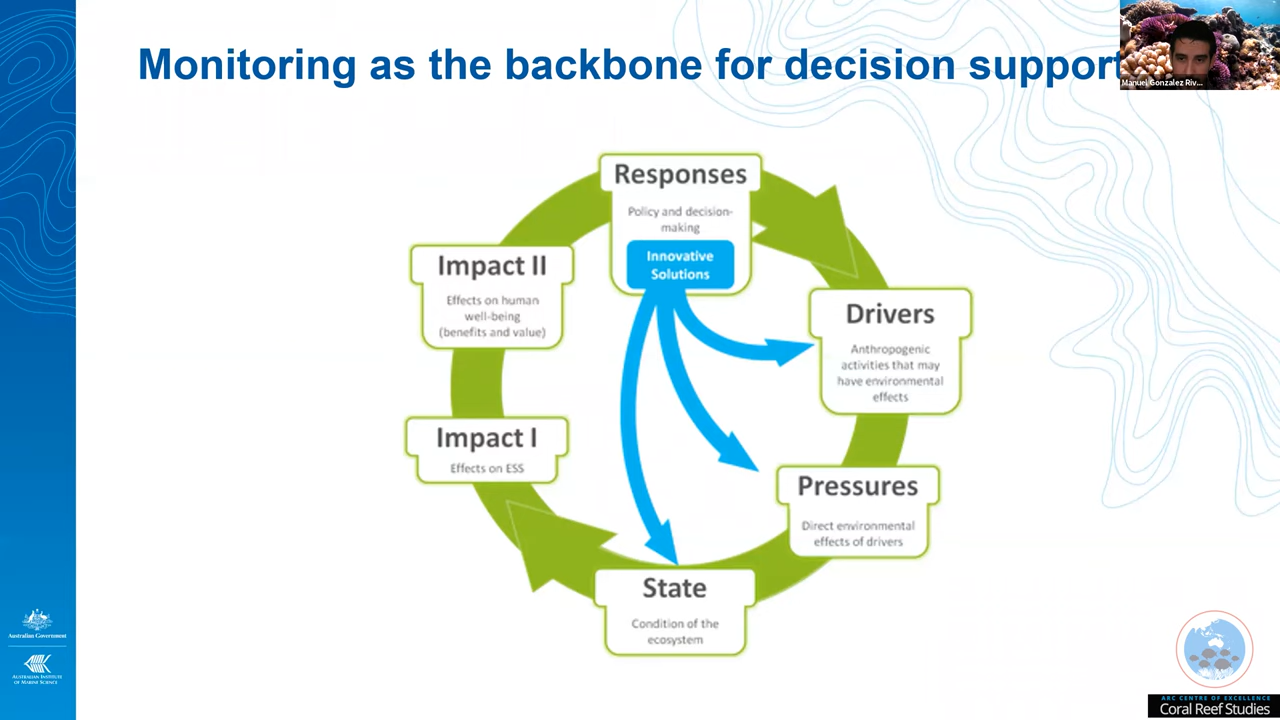 Monitoring as the backbone for decision support
Manuel Gonzalez Riv...
Responses
Policy and decision-
making
Innovative
Solutions
Impact II
Effects on human
well-being
(benefits and value)
Drivers
Anthropogenic
activities that may
have environmental
effects
Impact I
Effects on ESS
Pressures
Direct environmental
effects of drivers
State
Condition of the
ecosystem
Australian Government
AUSTRALIAN INSTITUTE
OF MARINE SCIENCE
ARC CENTRE OF EXCELLENCE
Coral Reef Studies